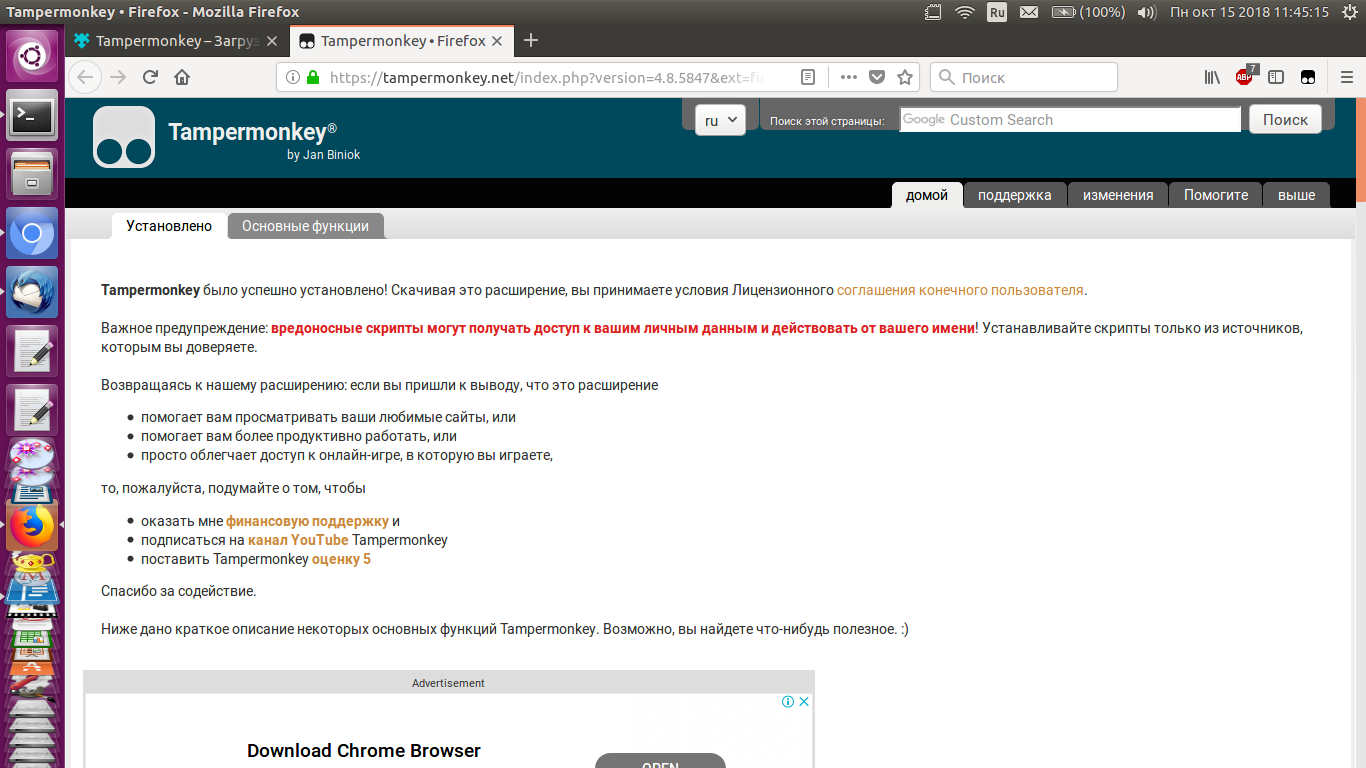 Tampermonkey • Firefox - Mozilla Firefox
Ru
(100%)
Пн окт 15 2018 11:45:15
Tampermonkey – Загруз
Tampermonkey • Firefox
https://tampermonkey.net/index.php?version=4.8.5847&ext=fi
Поиск
ABP
7
Tampermonkey®
by Jan Biniok
ru
Поиск этой страницы:
Google Custom Search
Поиск
домой
поддержка
изменения
Помогите
выше
Установлено
Основные функции
Tampermonkey было успешно установлено! Скачивая это расширение, вы принимаете условия Лицензионного соглашения конечного пользователя.
Важное предупреждение: вредоносные скрипты могут получать доступ к вашим личным данным и действовать от вашего имени! Устанавливайте скрипты только из источников,
которым вы доверяете.
Возвращаясь к нашему расширению: если вы пришли к выводу, что это расширение
помогает вам просматривать ваши любимые сайты, или
помогает вам более продуктивно работать, или
просто облегчает доступ к онлайн-игре, в которую вы играете,
то, пожалуйста, подумайте о том, чтобы
оказать мне финансовую поддержку и
подписаться на канал YouTube Tampermonkey
поставить Tampermonkey оценку 5
Спасибо за содействие.
Ниже дано краткое описание некоторых основных функций Tampermonkey. Возможно, вы найдете что-нибудь полезное. :)
Advertisement
Download Chrome Browser
OPEN